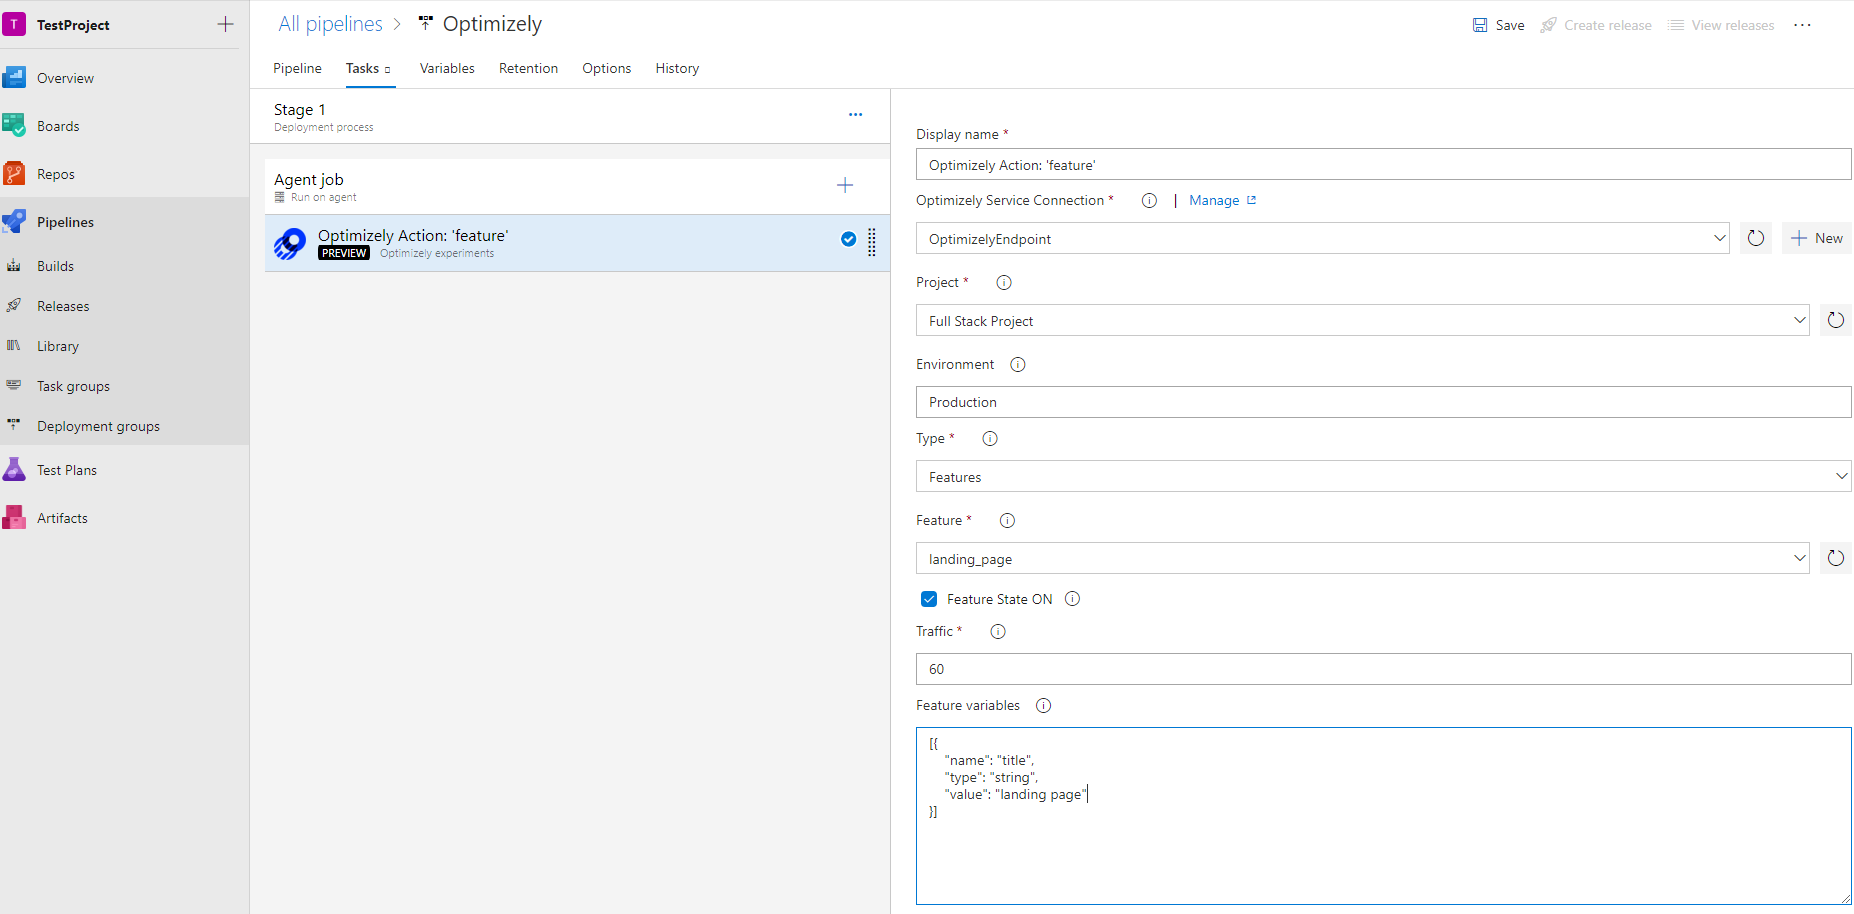 T TestProject
Overview
Boards
Repos
Pipelines
Builds
Releases
Library
Task groups
Deployment groups
Test Plans
Artifacts
All pipelines > Optimizely
Save Create release View releases ...
Pipeline Tasks Variables Retention Options History
Stage 1
Deployment process
...
Agent job
Run on agent
Optimizely Action: 'feature'
PREVIEW Optimizely experiments
Display name *
Optimizely Action: 'feature'
Optimizely Service Connection * | Manage
OptimizelyEndpoint
New
Project *
Full Stack Project
Environment
Production
Type *
Features
Feature *
landing_page
Feature State ON
Traffic *
60
Feature variables
[{
"name": "title",
"type": "string",
"value": "landing page"
}]